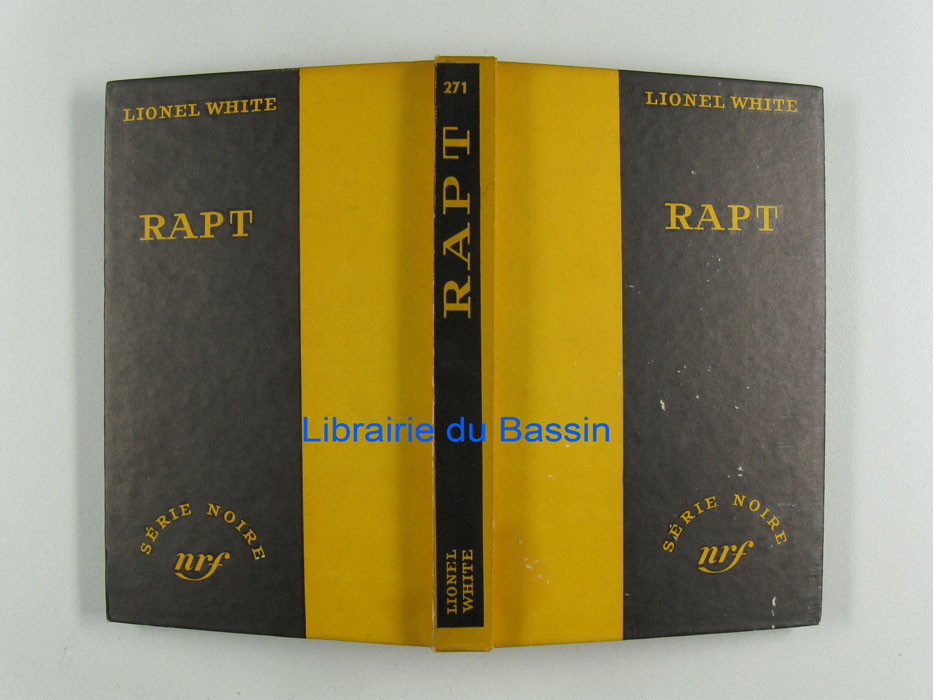 LIONEL WHITE
RAPT
SÉRIE NOIRE
nrf
271
RAPT
LIONEL
WHITE
LIONEL WHITE
RAPT
SÉRIE NOIRE
nrf
Librairie du Bassin